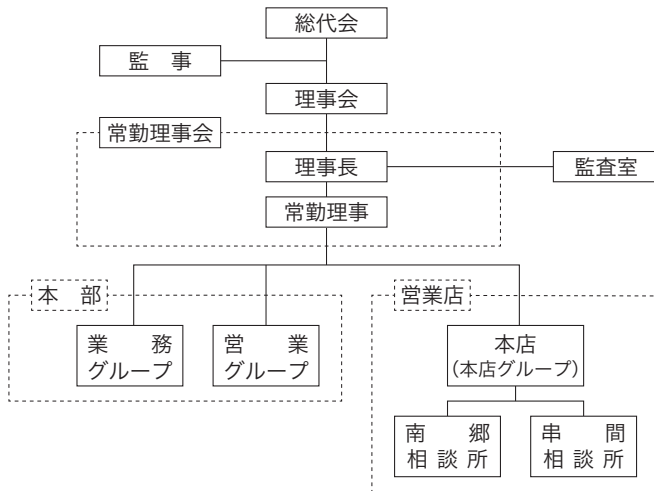 総代会
監　事
理事会
常勤理事会
理事長
監査室
常勤理事
本　部
営業店
業　務
グループ
営　業
グループ
本店
（本店グループ）
南　郷
相 談 所
串　間
相 談 所